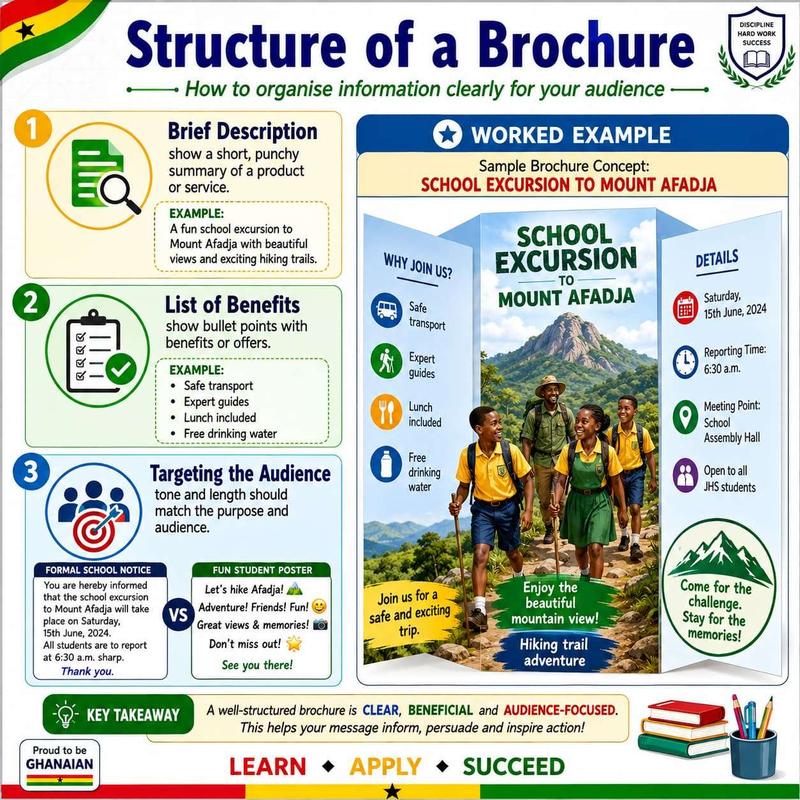 Structure of a Brochure
How to organise information clearly for your audience
DISCIPLINE
HARD WORK
SUCCESS
1
Brief Description
show a short, punchy
summary of a product
or service.
EXAMPLE:
A fun school excursion to
Mount Afadja with beautiful
views and exciting hiking trails.
2
List of Benefits
show bullet points with
benefits or offers.
EXAMPLE:
• Safe transport
• Expert guides
• Lunch included
• Free drinking water
3
Targeting the Audience
tone and length should
match the purpose and
audience.
FORMAL SCHOOL NOTICE
You are hereby informed
that the school excursion
to Mount Afadja will take
place on Saturday,
15th June, 2024.
All students are to report
at 6:30 a.m. sharp.
Thank you.
VS
FUN STUDENT POSTER
Let's hike Afadja!
Adventure! Friends! Fun!
Great views & memories!
Don't miss out!
See you there!
WORKED EXAMPLE
Sample Brochure Concept:
SCHOOL EXCURSION TO MOUNT AFADJA
WHY JOIN US?
Safe
transport
Expert
guides
Lunch
included
Free
drinking
water
Join us for a
safe and exciting
trip.
SCHOOL
EXCURSION
TO
MOUNT AFADJA
Enjoy the
beautiful
mountain view!
Hiking trail
adventure
DETAILS
Saturday,
15th June, 2024
Reporting Time:
6:30 a.m.
Meeting Point:
School
Assembly Hall
Open to all
JHS students
Come for the
challenge.
Stay for the
memories!
KEY TAKEAWAY
A well-structured brochure is CLEAR, BENEFICIAL and AUDIENCE-FOCUSED.
This helps your message inform, persuade and inspire action!
Proud to be
GHANAIAN
LEARN ◆ APPLY ◆ SUCCEED